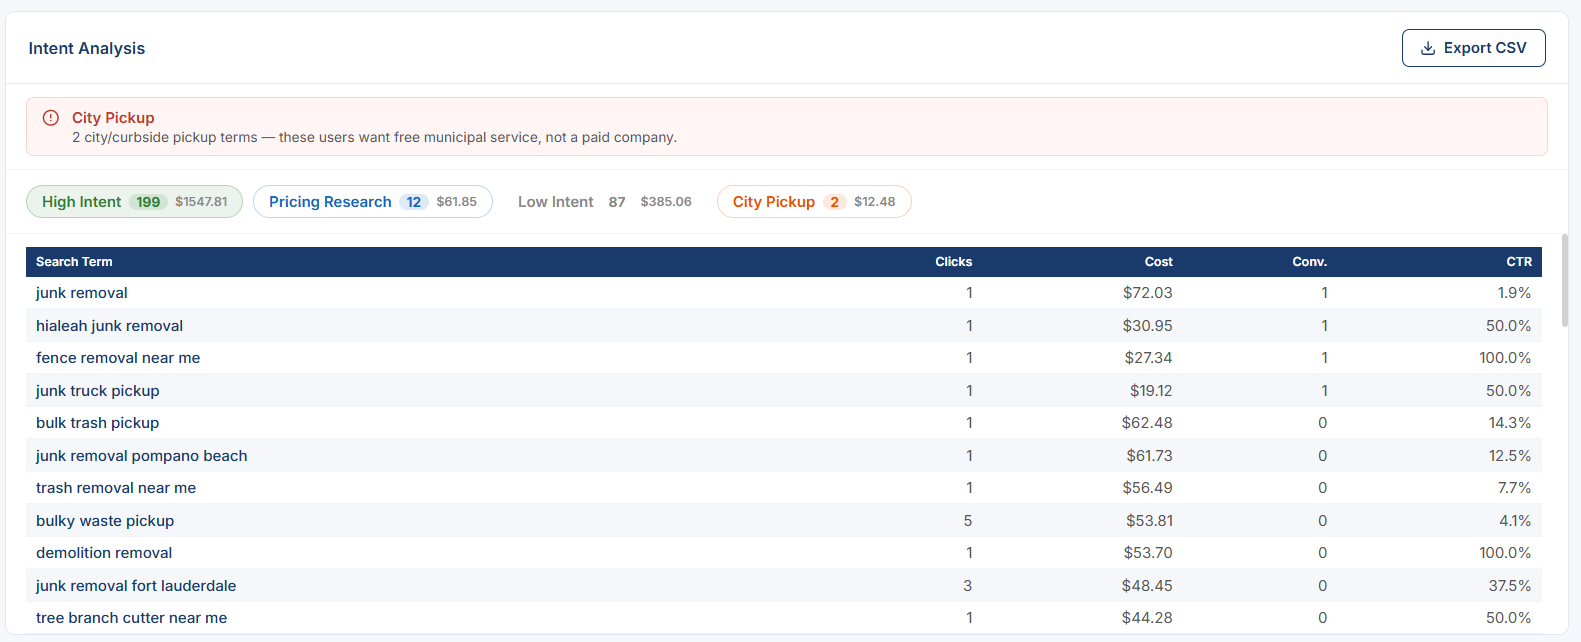 Intent Analysis
Export CSV
City Pickup
2 city/curbside pickup terms — these users want free municipal service, not a paid company.
High Intent 199 $1547.81 Pricing Research 12 $61.85 Low Intent 87 $385.06 City Pickup 2 $12.48
Search Term Clicks Cost Conv. CTR
junk removal 1 $72.03 1 1.9%
hialeah junk removal 1 $30.95 1 50.0%
fence removal near me 1 $27.34 1 100.0%
junk truck pickup 1 $19.12 1 50.0%
bulk trash pickup 1 $62.48 0 14.3%
junk removal pompano beach 1 $61.73 0 12.5%
trash removal near me 1 $56.49 0 7.7%
bulky waste pickup 5 $53.81 0 4.1%
demolition removal 1 $53.70 0 100.0%
junk removal fort lauderdale 3 $48.45 0 37.5%
tree branch cutter near me 1 $44.28 0 50.0%